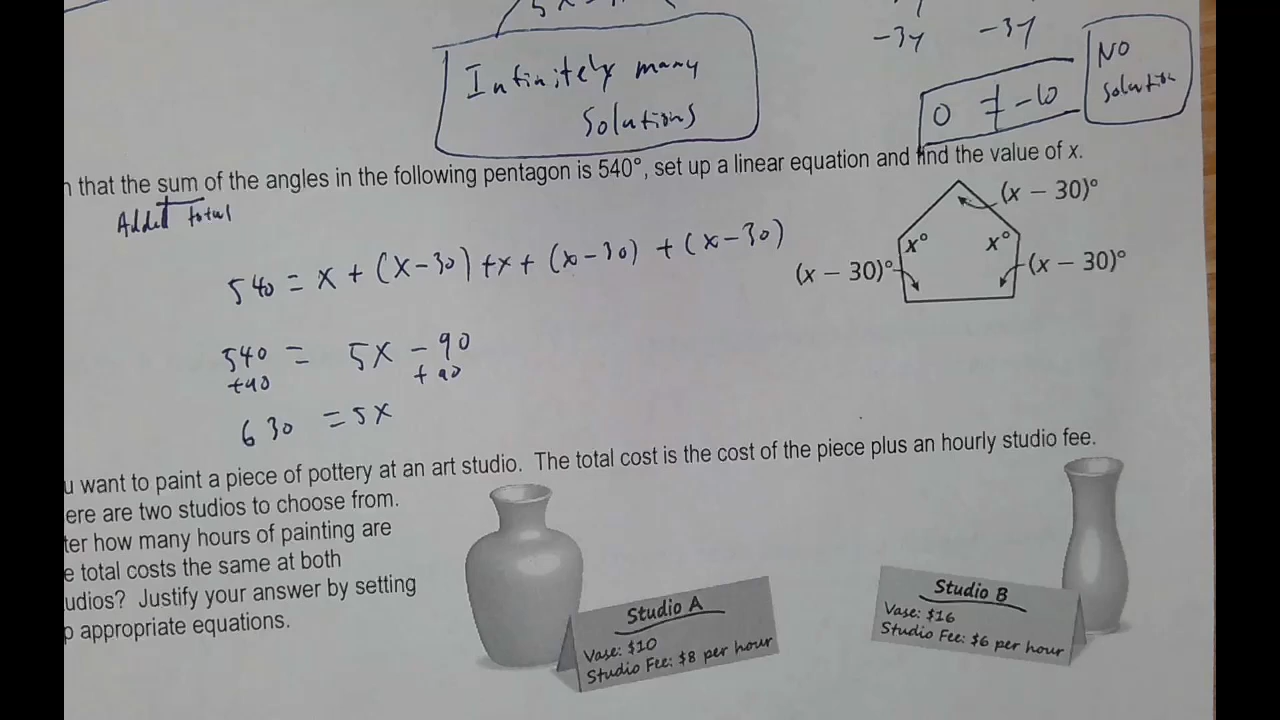 5x
-3y -3y
Infinitely many
Solutions
0 ≠ -10
No
Solution
that the sum of the angles in the following pentagon is 540°, set up a linear equation and find the value of x.
Added total
540 = x + (x-30) +x + (x-30) + (x-30)
(x – 30)°
x° x°
(x – 30)° (x – 30)°
540 = 5x - 90
+90 + 90
630 = 5x
u want to paint a piece of pottery at an art studio. The total cost is the cost of the piece plus an hourly studio fee.
ere are two studios to choose from.
ter how many hours of painting are
e total costs the same at both
udios? Justify your answer by setting
p appropriate equations.
Studio A
Vase: $10
Studio Fee: $8 per hour
Studio B
Vase: $16
Studio Fee: $6 per hour